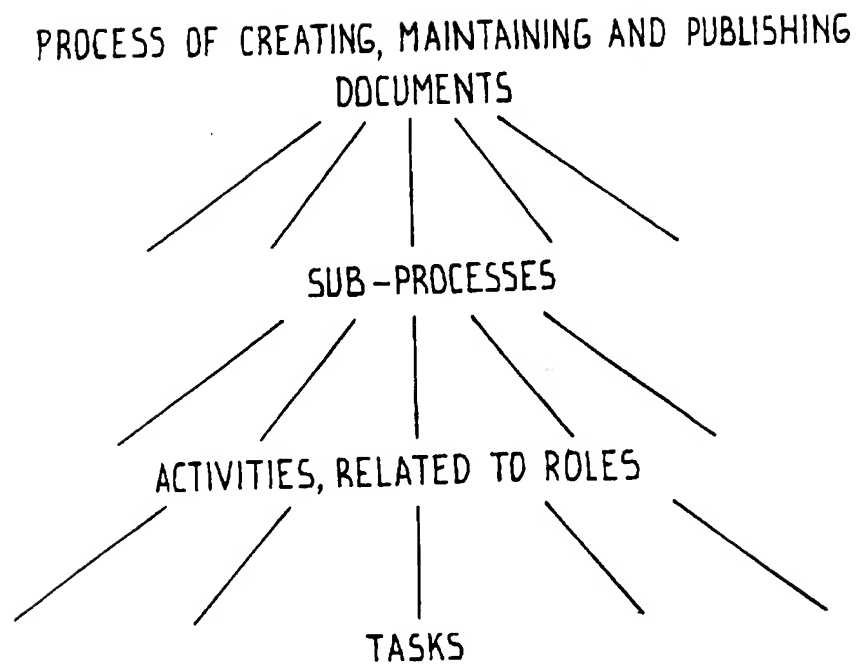 PROCESS OF CREATING, MAINTAINING AND PUBLISHING
DOCUMENTS
SUB-PROCESSES
ACTIVITIES, RELATED TO ROLES
TASKS